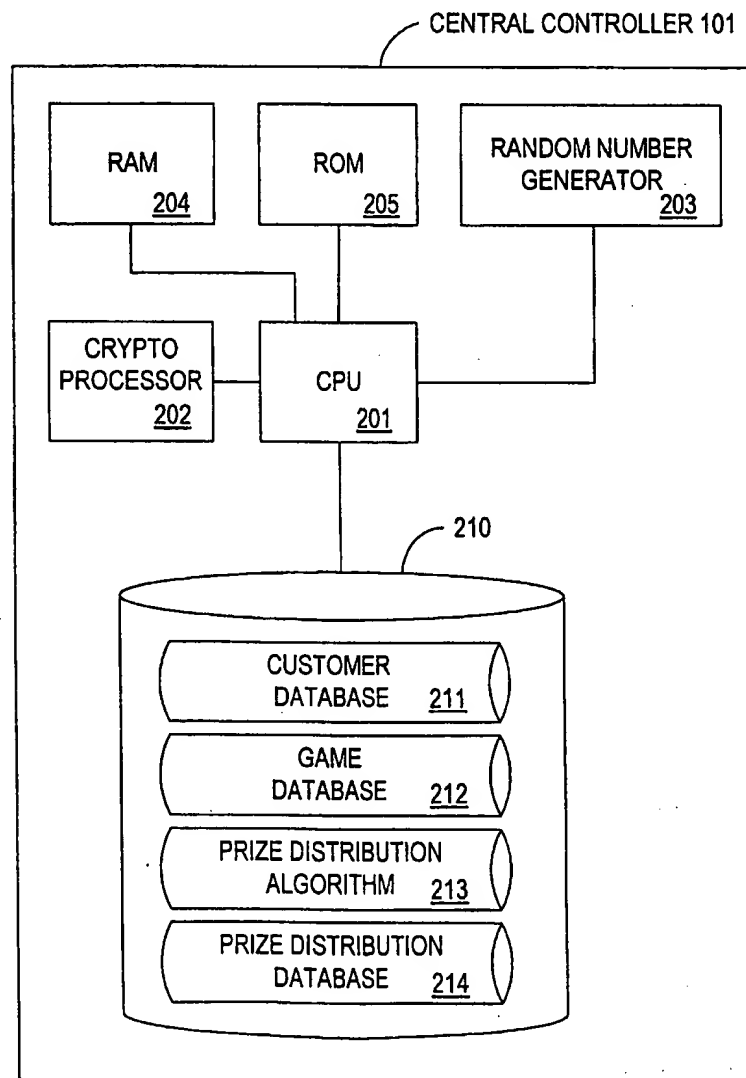 CENTRAL CONTROLLER 101
RAM
204
ROM
205
RANDOM NUMBER
GENERATOR
203
CRYPTO
PROCESSOR
202
CPU
201
210
CUSTOMER
DATABASE 211
GAME
DATABASE 212
PRIZE DISTRIBUTION
ALGORITHM 213
PRIZE DISTRIBUTION
DATABASE 214